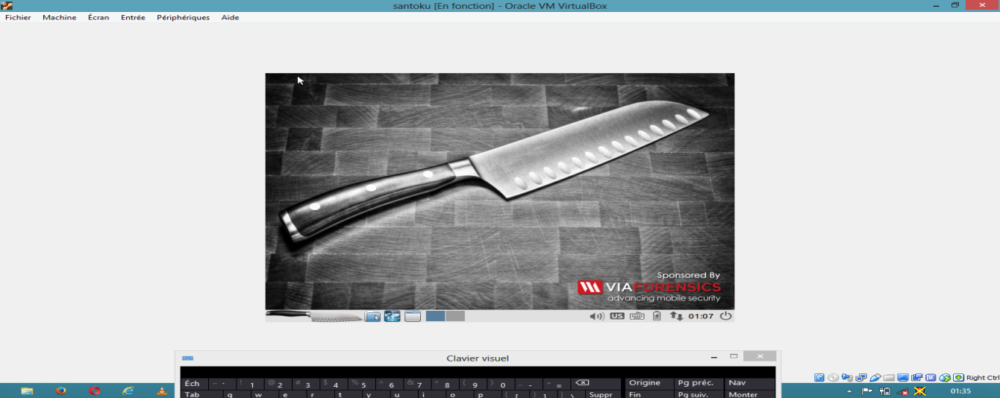 santoku [En fonction] - Oracle VM VirtualBox
Fichier Machine Écran Entrée Périphériques Aide
Sponsored By
VIAFORENSICS
advancing mobile security
US 01:07
Clavier visuel
Éch ~ ` ! 1 @ 2 # 3 $ 4 % 5 ^ 6 & 7 * 8 ( 9 ) 0 _ - + = Origine Pg préc. Nav
Tab q w e r t y u i o p { [ } ] | \ Suppr Fin Pg suiv. Monter
Right Ctrl
01:35